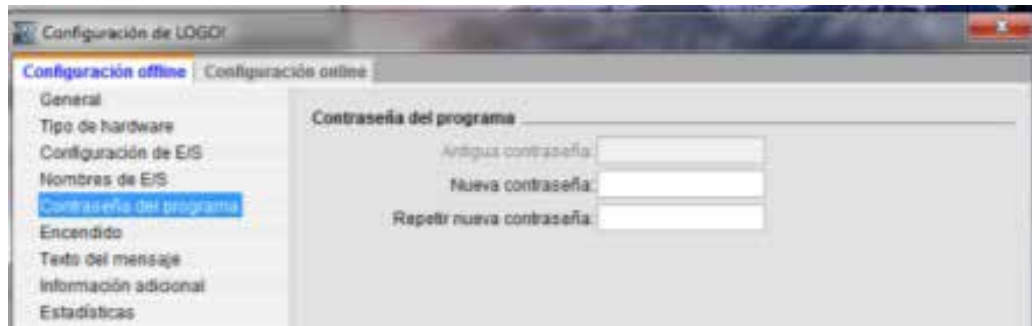 Configuración de LOGO!
Configuración offline Configuración online
General
Tipo de hardware
Configuración de E/S
Nombres de E/S
Contraseña del programa
Encendido
Texto del mensaje
Información adicional
Estadísticas
Contraseña del programa
Antigua contraseña:
Nueva contraseña:
Repetir nueva contraseña: